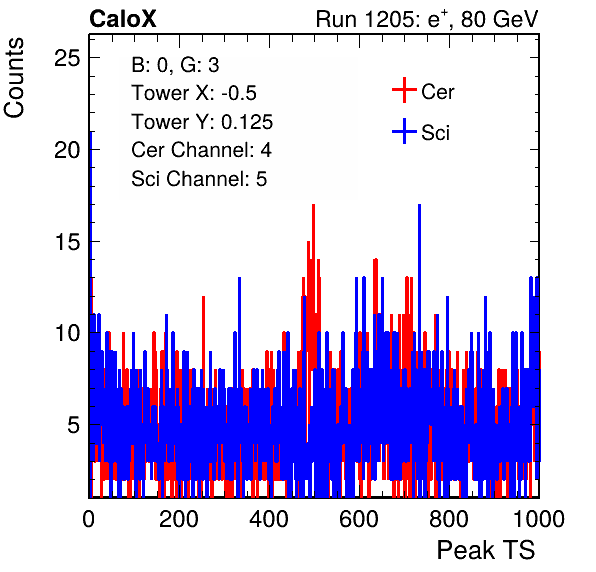 CaloX Run 1205: e⁺, 80 GeV
Counts
25
20
15
10
5
B: 0, G: 3
Tower X: -0.5
Tower Y: 0.125
Cer Channel: 4
Sci Channel: 5
Cer
Sci
0 200 400 600 800 1000
Peak TS